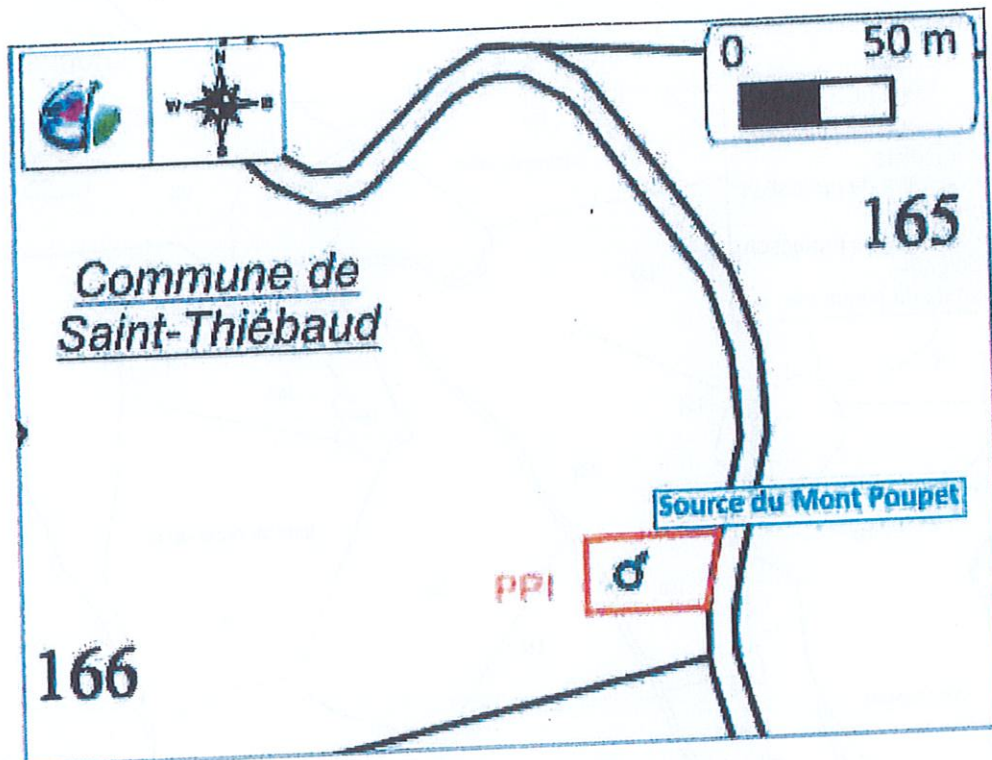 N
W E
S
0 50 m
165
Commune de
Saint-Thiébaud
Source du Mont Poupet
PPI
166